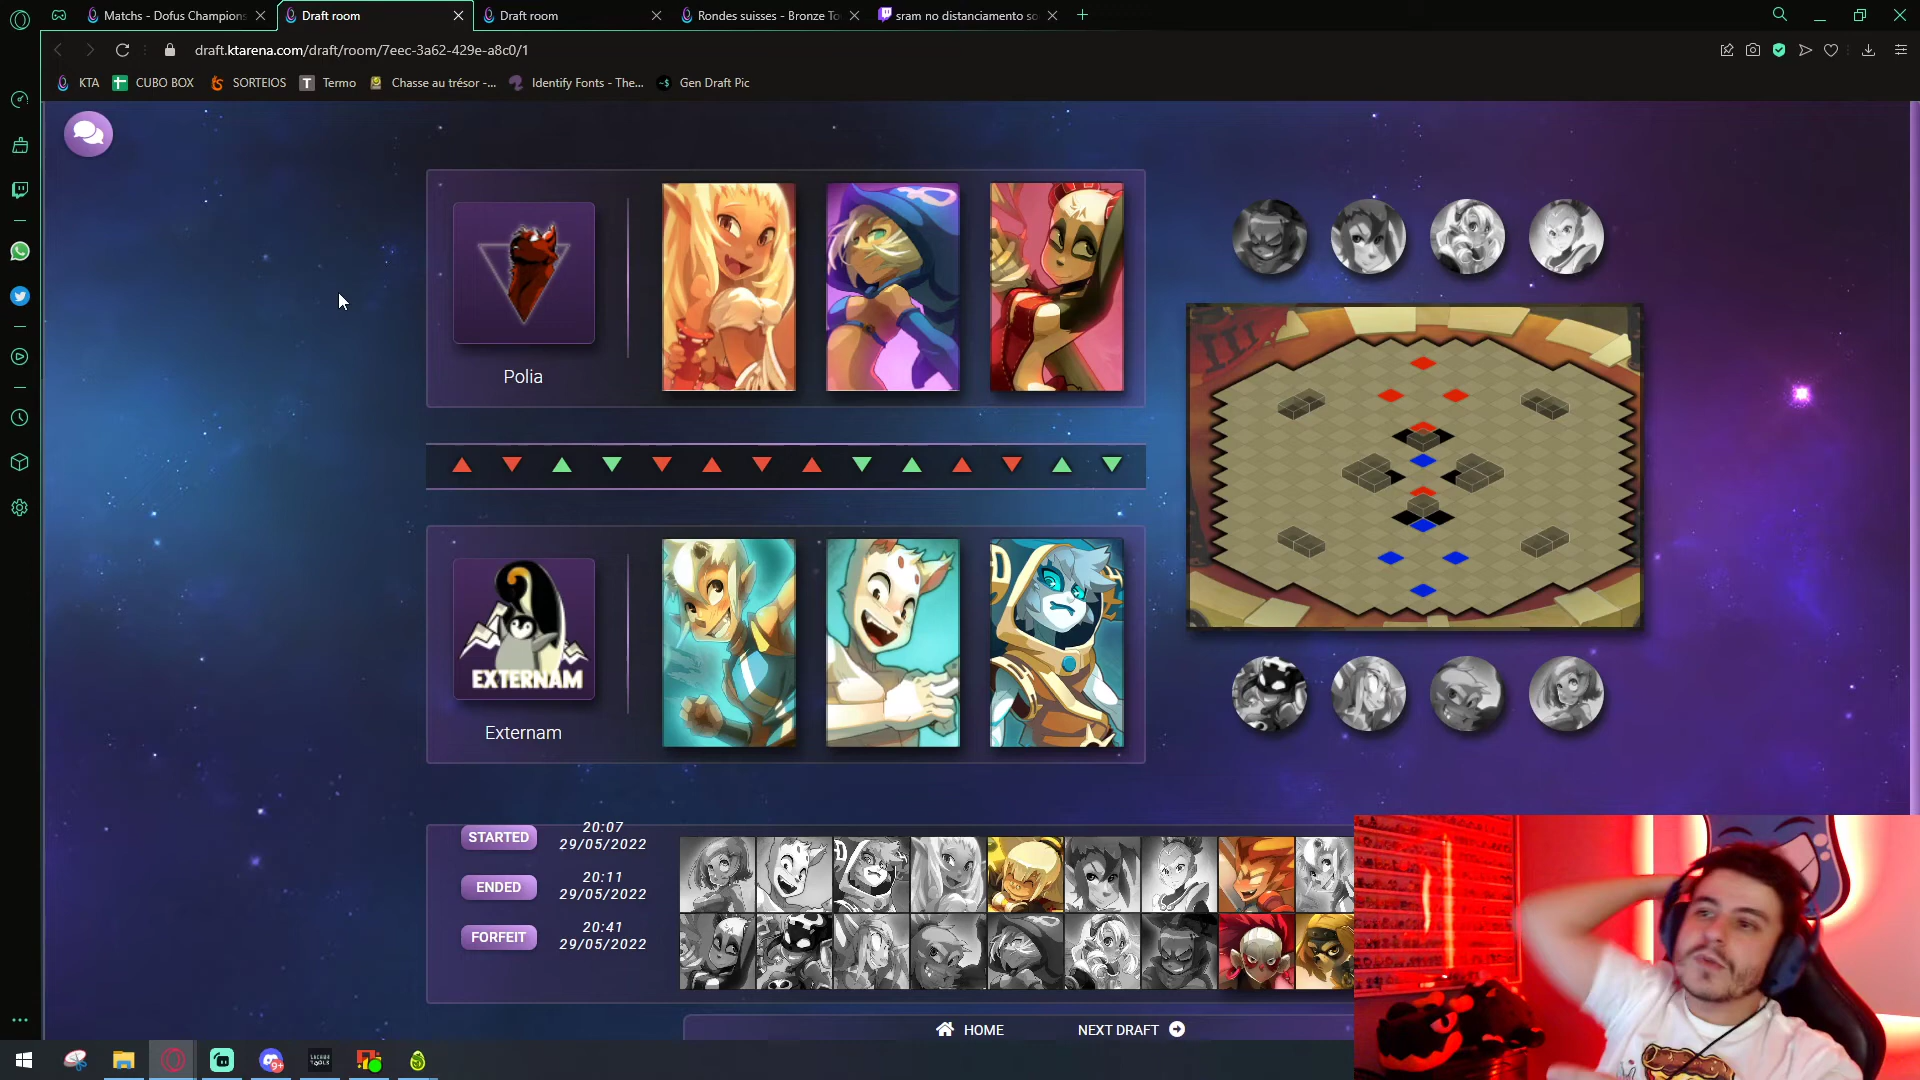 Matchs - Dofus Champions
Draft room
Draft room
Rondes suisses - Bronze To
sram no distanciamento so
draft.ktarena.com/draft/room/7eec-3a62-429e-a8c0/1
KTA
CUBO BOX
SORTEIOS
T
Termo
Chasse au trésor -...
Identify Fonts - The...
~$
Gen Draft Pic
Polia
EXTERNAM
Externam
STARTED
20:07
29/05/2022
ENDED
20:11
29/05/2022
FORFEIT
20:41
29/05/2022
HOME
NEXT DRAFT
9+